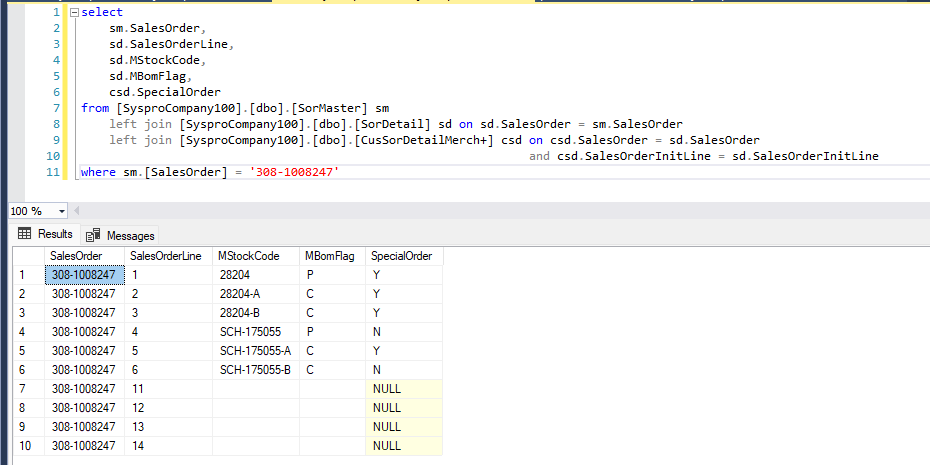 1 select
2 sm.SalesOrder,
3 sd.SalesOrderLine,
4 sd.MStockCode,
5 sd.MBomFlag,
6 csd.SpecialOrder
7 from [SysproCompany100].[dbo].[SorMaster] sm
8 left join [SysproCompany100].[dbo].[SorDetail] sd on sd.SalesOrder = sm.SalesOrder
9 left join [SysproCompany100].[dbo].[CusSorDetailMerch+] csd on csd.SalesOrder = sd.SalesOrder
10 and csd.SalesOrderInitLine = sd.SalesOrderInitLine
11 where sm.[SalesOrder] = '308-1008247'
100 %
Results Messages
SalesOrder SalesOrderLine MStockCode MBomFlag SpecialOrder
1 308-1008247 1 28204 P Y
2 308-1008247 2 28204-A C Y
3 308-1008247 3 28204-B C Y
4 308-1008247 4 SCH-175055 P N
5 308-1008247 5 SCH-175055-A C Y
6 308-1008247 6 SCH-175055-B C N
7 308-1008247 11 NULL
8 308-1008247 12 NULL
9 308-1008247 13 NULL
10 308-1008247 14 NULL